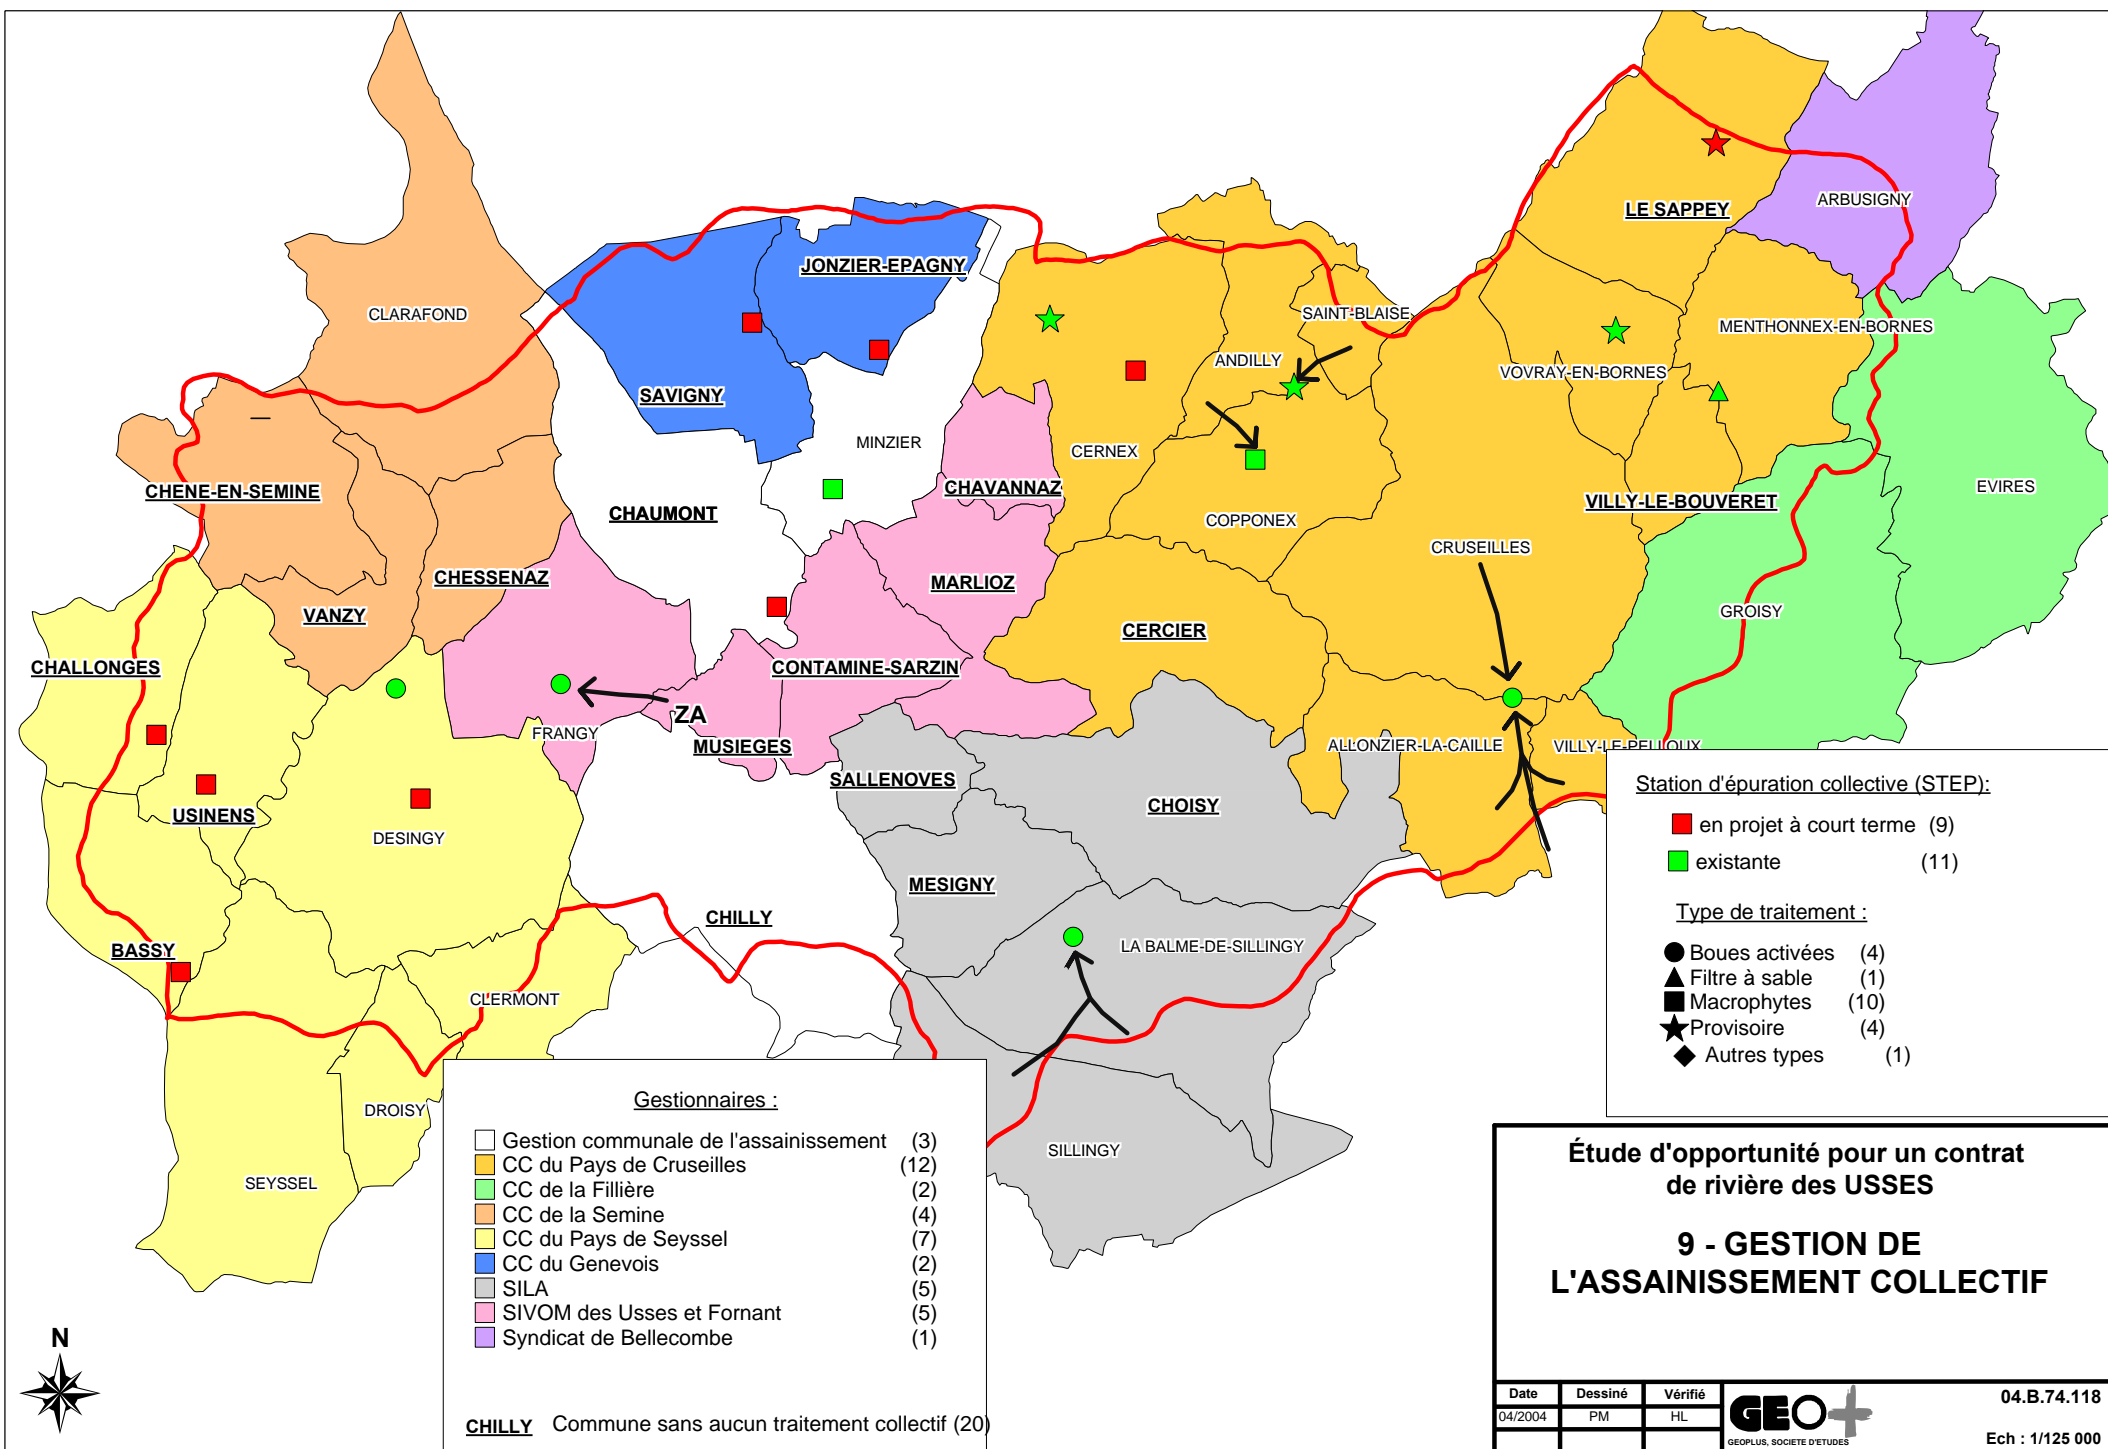 LE SAPPEY
ARBUSIGNY
JONZIER-EPAGNY
CLARAFOND
SAINT-BLAISE
MENTHONNEX-EN-BORNES
ANDILLY
VOVRAY-EN-BORNES
SAVIGNY
MINZIER
CERNEX
CHENE-EN-SEMINE
CHAVANNAZ
EVIRES
VILLY-LE-BOUVERET
CHAUMONT
COPPONEX
CRUSEILLES
CHESSENAZ
MARLIOZ
VANZY
GROISY
CERCIER
CHALLONGES
CONTAMINE-SARZIN
ZA
FRANGY
MUSIEGES
ALLONZIER-LA-CAILLE
VILLY-LE-PELLOUX
SALLENOVES
CHOISY
USINENS
DESINGY
MESIGNY
CHILLY
LA BALME-DE-SILLINGY
BASSY
CLERMONT
DROISY
SILLINGY
SEYSSEL
Station d'épuration collective (STEP):
en projet à court terme (9)
existante (11)
Type de traitement :
Boues activées (4)
Filtre à sable (1)
Macrophytes (10)
Provisoire (4)
Autres types (1)
Gestionnaires :
Gestion communale de l'assainissement (3)
CC du Pays de Cruseilles (12)
CC de la Fillière (2)
CC de la Semine (4)
CC du Pays de Seyssel (7)
CC du Genevois (2)
SILA (5)
SIVOM des Usses et Fornant (5)
Syndicat de Bellecombe (1)
CHILLY Commune sans aucun traitement collectif (20)
N
Étude d'opportunité pour un contrat
de rivière des USSES
9 - GESTION DE
L'ASSAINISSEMENT COLLECTIF
Date Dessiné Vérifié
04/2004 PM HL
GEO+
GEOPLUS, SOCIETE D'ETUDES
04.B.74.118
Ech : 1/125 000